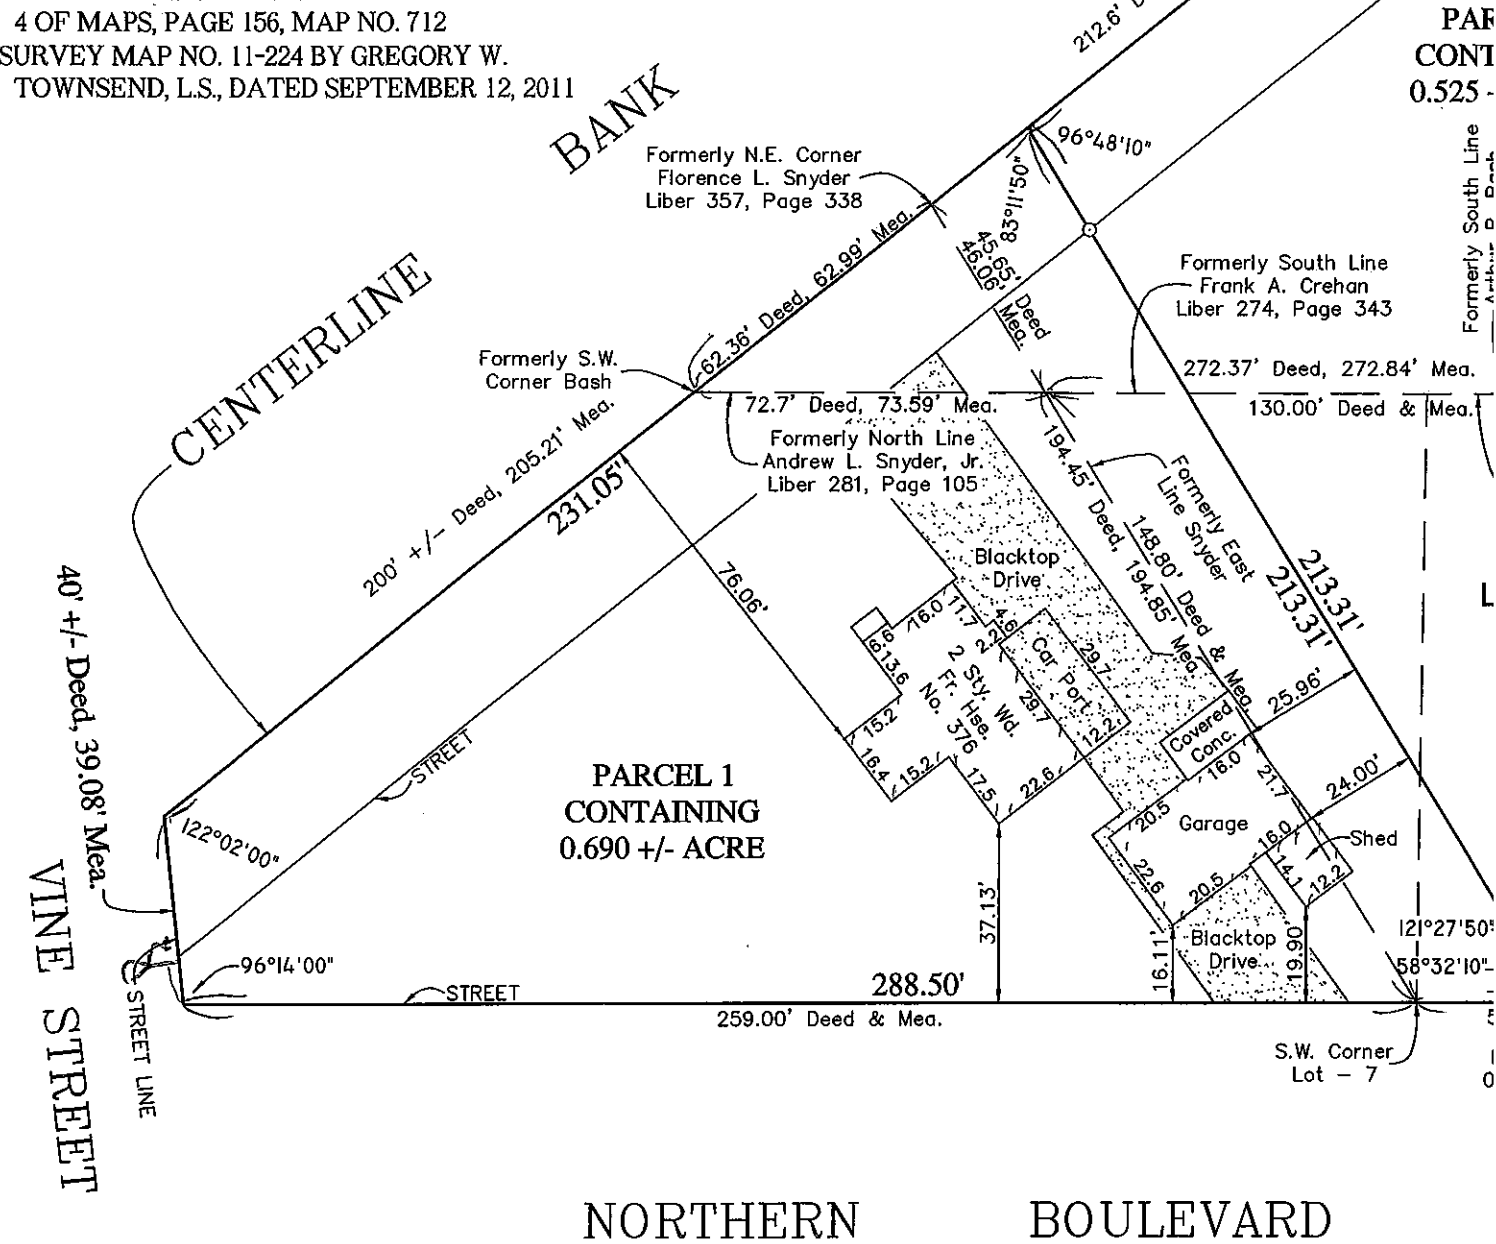 4 OF MAPS, PAGE 156, MAP NO. 712
SURVEY MAP NO. 11-224 BY GREGORY W.
TOWNSEND, L.S., DATED SEPTEMBER 12, 2011
212.6'
PAR
CONT
0.525
CENTERLINE
BANK
Formerly N.E. Corner
Florence L. Snyder
Liber 357, Page 338
96°48'10"
83°11'50"
45.65' Deed
46.06' Mea.
Formerly South Line
Frank A. Crehan
Liber 274, Page 343
Formerly South Line
62.36' Deed, 62.99' Mea.
Formerly S.W.
Corner Bash
272.37' Deed, 272.84' Mea.
72.7' Deed, 73.59' Mea.
130.00' Deed & Mea.
Formerly North Line
Andrew L. Snyder, Jr.
Liber 281, Page 105
200' +/- Deed, 205.21' Mea.
231.05'
194.45' Deed, 194.85' Mea.
Formerly East
Line Snyder
148.80' Deed & Mea.
213.31'
213.31'
L
Blacktop
Drive
76.06'
16.0
11.7
4.6
2.2
6.6
13.6
15.2
16.4
15.2
17.5
22.6
29.7
2 Sty. Wd.
Fr. Hse.
No. 376
Car Port
29.7
12.2
Covered
Conc.
16.0
25.96'
21.7
24.00'
20.5
Garage
16.0
Shed
22.6
20.5
14.1
12.2
40' +/- Deed, 39.08' Mea.
STREET
PARCEL 1
CONTAINING
0.690 +/- ACRE
122°02'00"
37.13'
16.11'
Blacktop
Drive
19.90'
121°27'50"
58°32'10"
96°14'00"
STREET
288.50'
259.00' Deed & Mea.
STREET LINE
S.W. Corner
Lot - 7
VINE STREET
NORTHERN BOULEVARD